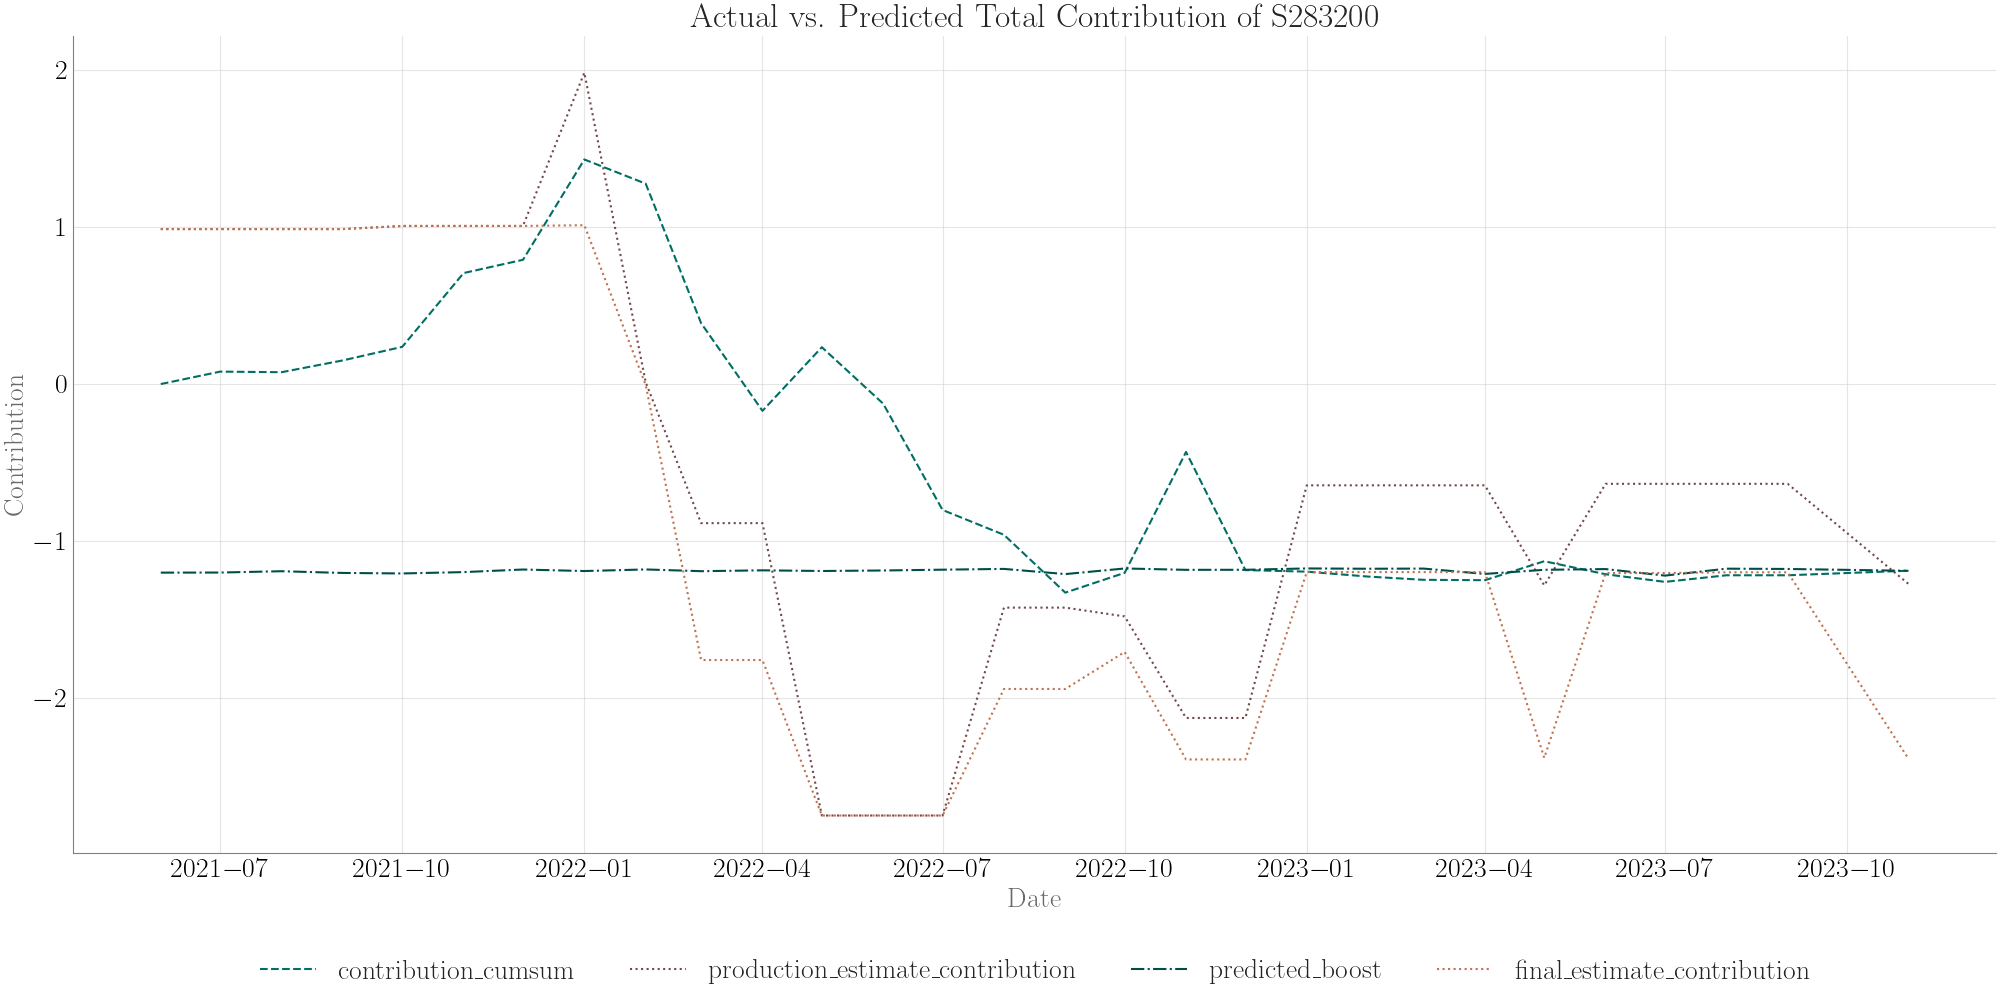 Actual vs. Predicted Total Contribution of S283200
2
1
0
−1
−2
Contribution
2021−07 2021−10 2022−01 2022−04 2022−07 2022−10 2023−01 2023−04 2023−07 2023−10
Date
contribution_cumsum production_estimate_contribution predicted_boost final_estimate_contribution